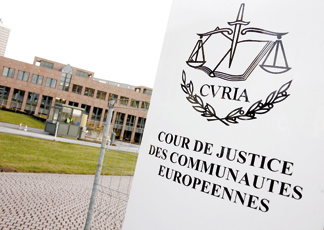 CVRIA
COUR DE JUSTICE
DES COMMUNAUTES
EUROPEENNES